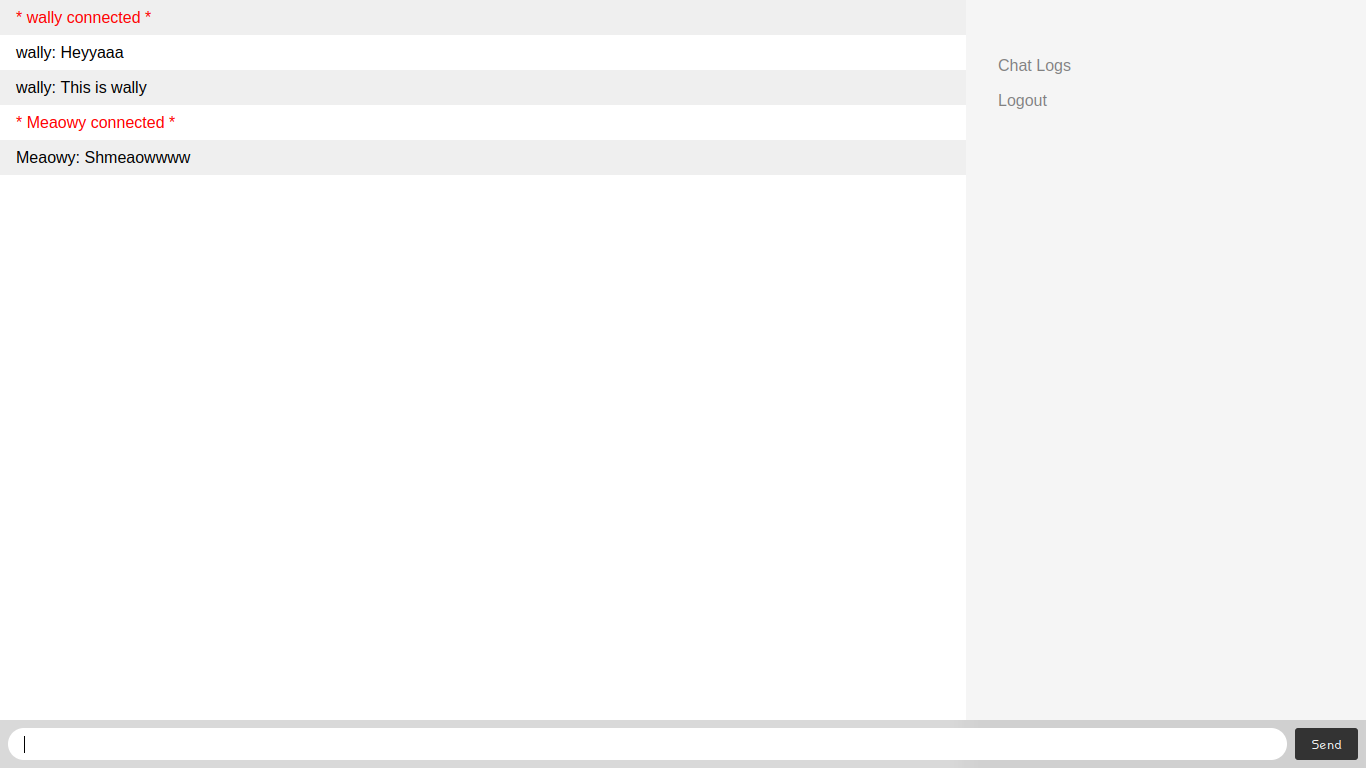 * wally connected *
wally: Heyyaaa
wally: This is wally
* Meaowy connected *
Meaowy: Shmeaowwww
Chat Logs
Logout
Send